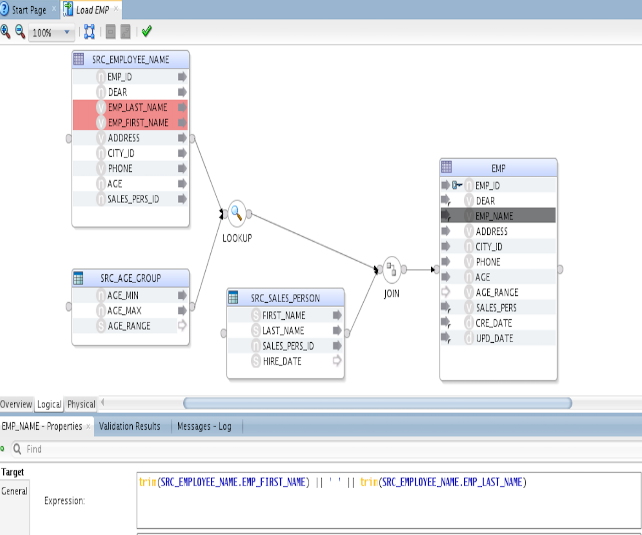 Start Page
Load EMP
100%
SRC_EMPLOYEE_NAME
EMP_ID
DEAR
EMP_LAST_NAME
EMP_FIRST_NAME
ADDRESS
CITY_ID
PHONE
AGE
SALES_PERS_ID
LOOKUP
SRC_AGE_GROUP
AGE_MIN
AGE_MAX
AGE_RANGE
SRC_SALES_PERSON
FIRST_NAME
LAST_NAME
SALES_PERS_ID
HIRE_DATE
JOIN
EMP
EMP_ID
DEAR
EMP_NAME
ADDRESS
CITY_ID
PHONE
AGE
AGE_RANGE
SALES_PERS
CRE_DATE
UPD_DATE
Overview Logical Physical
EMP_NAME - Properties Validation Results Messages - Log
Find
Target
General
Expression:
trim(SRC_EMPLOYEE_NAME.EMP_FIRST_NAME) || ' ' || trim(SRC_EMPLOYEE_NAME.EMP_LAST_NAME)